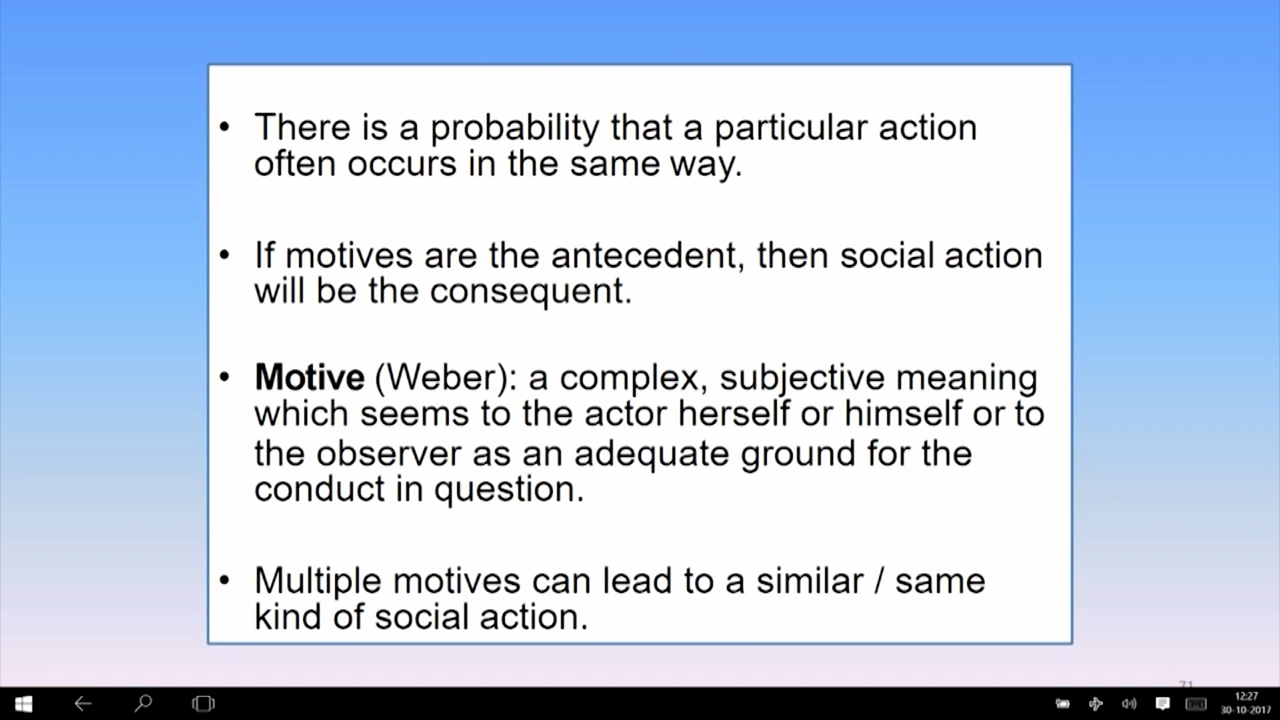 • There is a probability that a particular action
often occurs in the same way.
• If motives are the antecedent, then social action
will be the consequent.
• Motive (Weber): a complex, subjective meaning
which seems to the actor herself or himself or to
the observer as an adequate ground for the
conduct in question.
• Multiple motives can lead to a similar / same
kind of social action.
71
12:27
30-10-2017